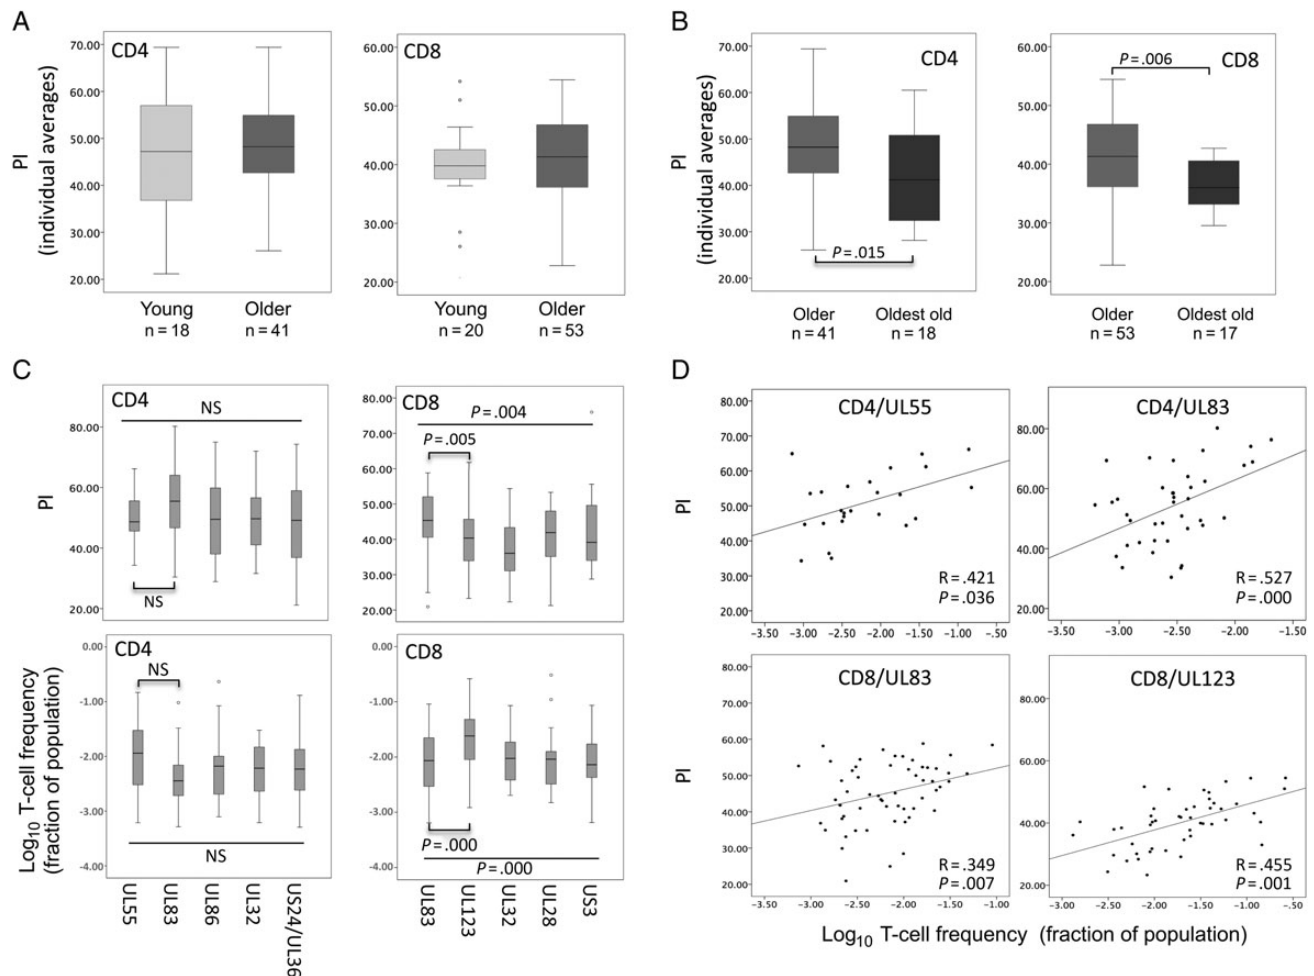 A
CD4
70.00
60.00
50.00
40.00
30.00
20.00
PI
(individual averages)
Young
n = 18
Older
n = 41
CD8
60.00
50.00
40.00
30.00
20.00
Young
n = 20
Older
n = 53
B
CD4
70.00
60.00
50.00
40.00
30.00
20.00
PI
(individual averages)
P = .015
Older
n = 41
Oldest old
n = 18
CD8
P = .006
60.00
50.00
40.00
30.00
20.00
Older
n = 53
Oldest old
n = 17
C
CD4
NS
80.00
60.00
40.00
20.00
PI
NS
CD8
P = .004
P = .005
80.00
70.00
60.00
50.00
40.00
30.00
20.00
CD4
NS
0.00
-1.00
-2.00
-3.00
-4.00
Log10 T-cell frequency
(fraction of population)
NS
UL55
UL83
UL86
UL32
US24/UL36
CD8
0.00
-1.00
-2.00
-3.00
-4.00
P = .000
P = .000
UL83
UL123
UL32
UL28
US3
D
CD4/UL55
80.00
70.00
60.00
50.00
40.00
30.00
20.00
PI
R = .421
P = .036
-3.50 -3.00 -2.50 -2.00 -1.50 -1.00 -.50
CD4/UL83
80.00
60.00
40.00
20.00
R = .527
P = .000
-3.50 -3.00 -2.50 -2.00 -1.50
CD8/UL83
80.00
70.00
60.00
50.00
40.00
30.00
20.00
PI
R = .349
P = .007
-3.50 -3.00 -2.50 -2.00 -1.50 -1.00
CD8/UL123
80.00
60.00
40.00
20.00
R = .455
P = .001
-3.00 -2.50 -2.00 -1.50 -1.00 -.50
Log10 T-cell frequency (fraction of population)